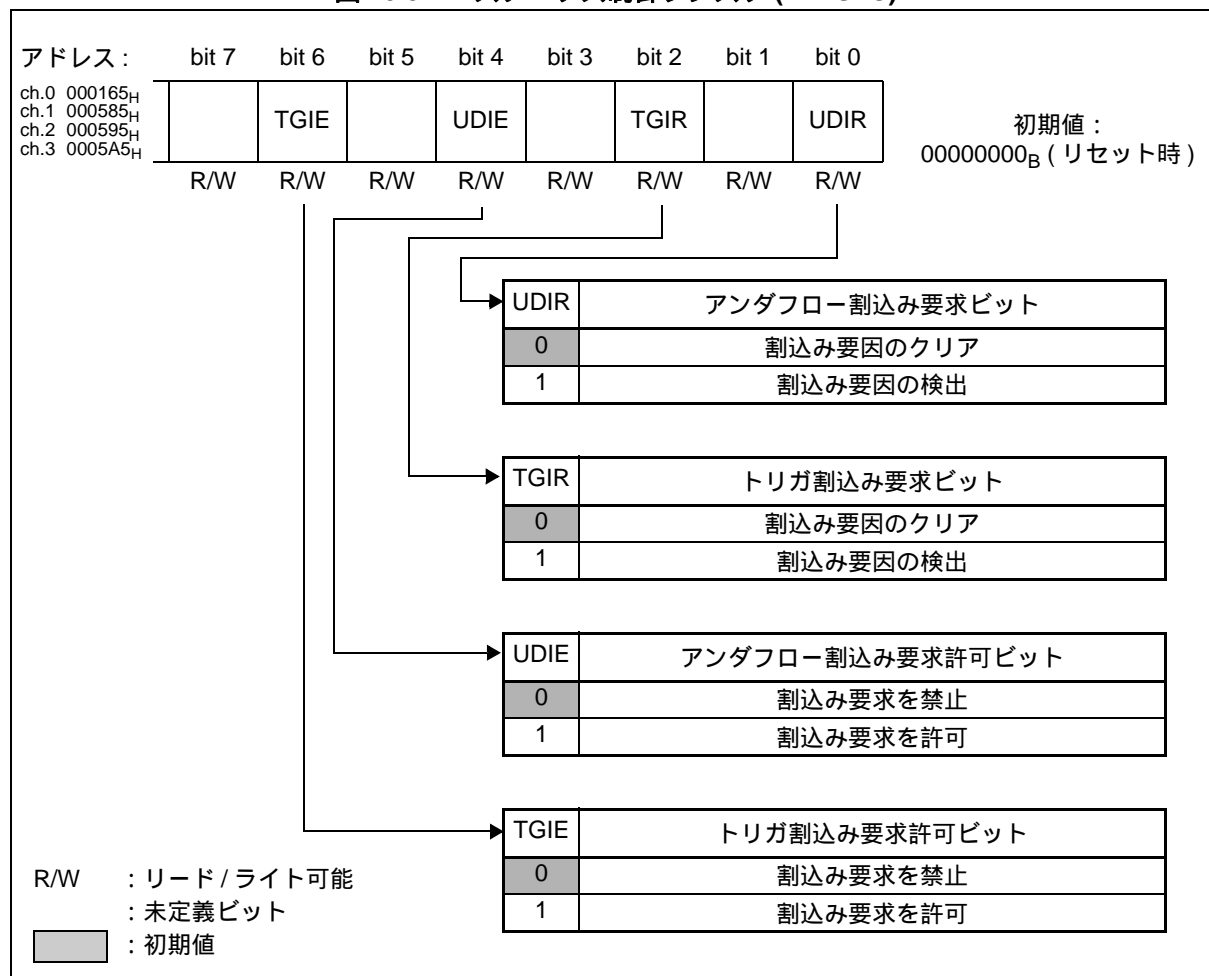 アドレス : bit 7 bit 6 bit 5 bit 4 bit 3 bit 2 bit 1 bit 0
ch.0 000165H
ch.1 000585H
ch.2 000595H
ch.3 0005A5H
TGIE UDIE TGIR UDIR
初期値 :
00000000B ( リセット時 )
R/W R/W R/W R/W R/W R/W R/W R/W
UDIR アンダフロー割込み要求ビット
0 割込み要因のクリア
1 割込み要因の検出
TGIR トリガ割込み要求ビット
0 割込み要因のクリア
1 割込み要因の検出
UDIE アンダフロー割込み要求許可ビット
0 割込み要求を禁止
1 割込み要求を許可
TGIE トリガ割込み要求許可ビット
0 割込み要求を禁止
1 割込み要求を許可
R/W : リード / ライト可能
: 未定義ビット
: 初期値